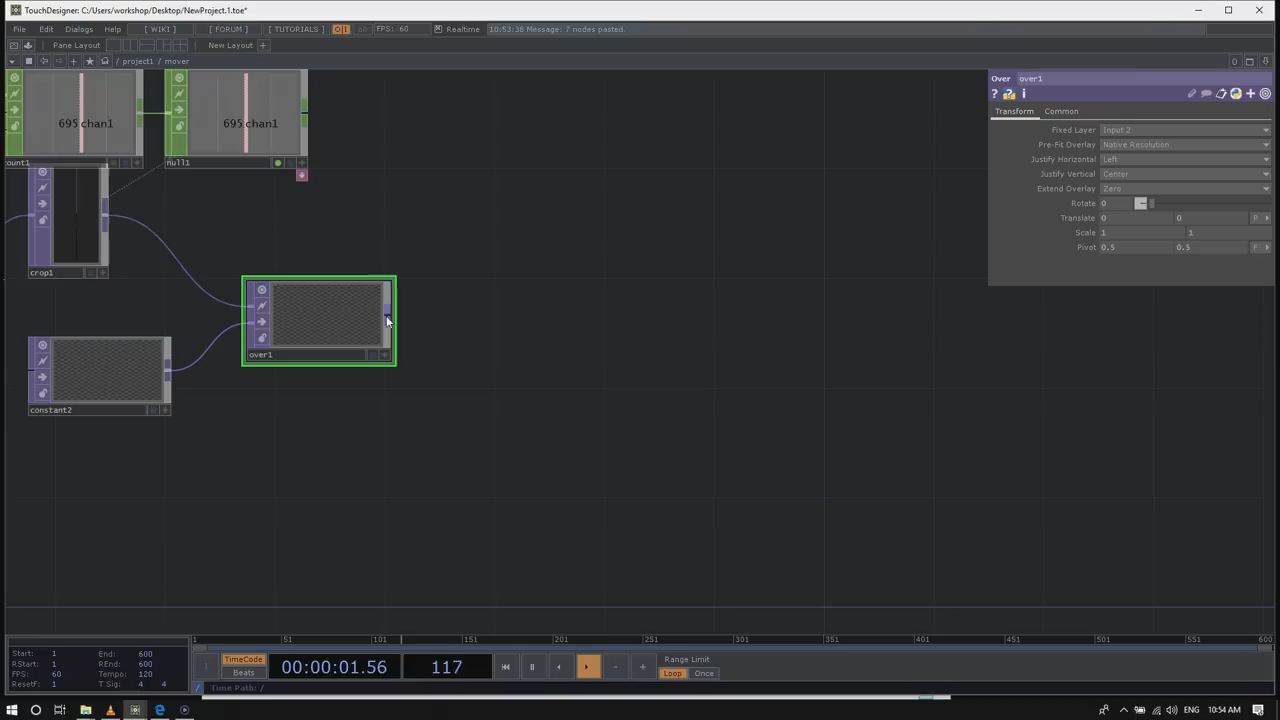 TouchDesigner: C:/Users/workshop/Desktop/NewProject.1.toe*
File Edit Dialogs Help [ WIKI ] [ FORUM ] [ TUTORIALS ] O|I FPS: 60 Realtime 10:53:38 Message: 7 nodes pasted.
Pane Layout New Layout +
/ project1 / mover 0
695 chan1
695 chan1
ount1
null1
crop1
constant2
over1
Over over1
? ? i
Transform Common
Fixed Layer Input 2
Pre-Fit Overlay Native Resolution
Justify Horizontal Left
Justify Vertical Center
Extend Overlay Zero
Rotate 0
Translate 0 0 P
Scale 1 1
Pivot 0.5 0.5 F
1 51 101 151 201 251 301 351 401 451 501 551 600
Start: 1 End: 600
RStart: 1 REnd: 600
FPS: 60 Tempo: 120
ResetF: 1 T Sig: 4 4
TimeCode
Beats
00:00:01.56 117
Range Limit
Loop Once
/ Time Path: /
10:54 AM